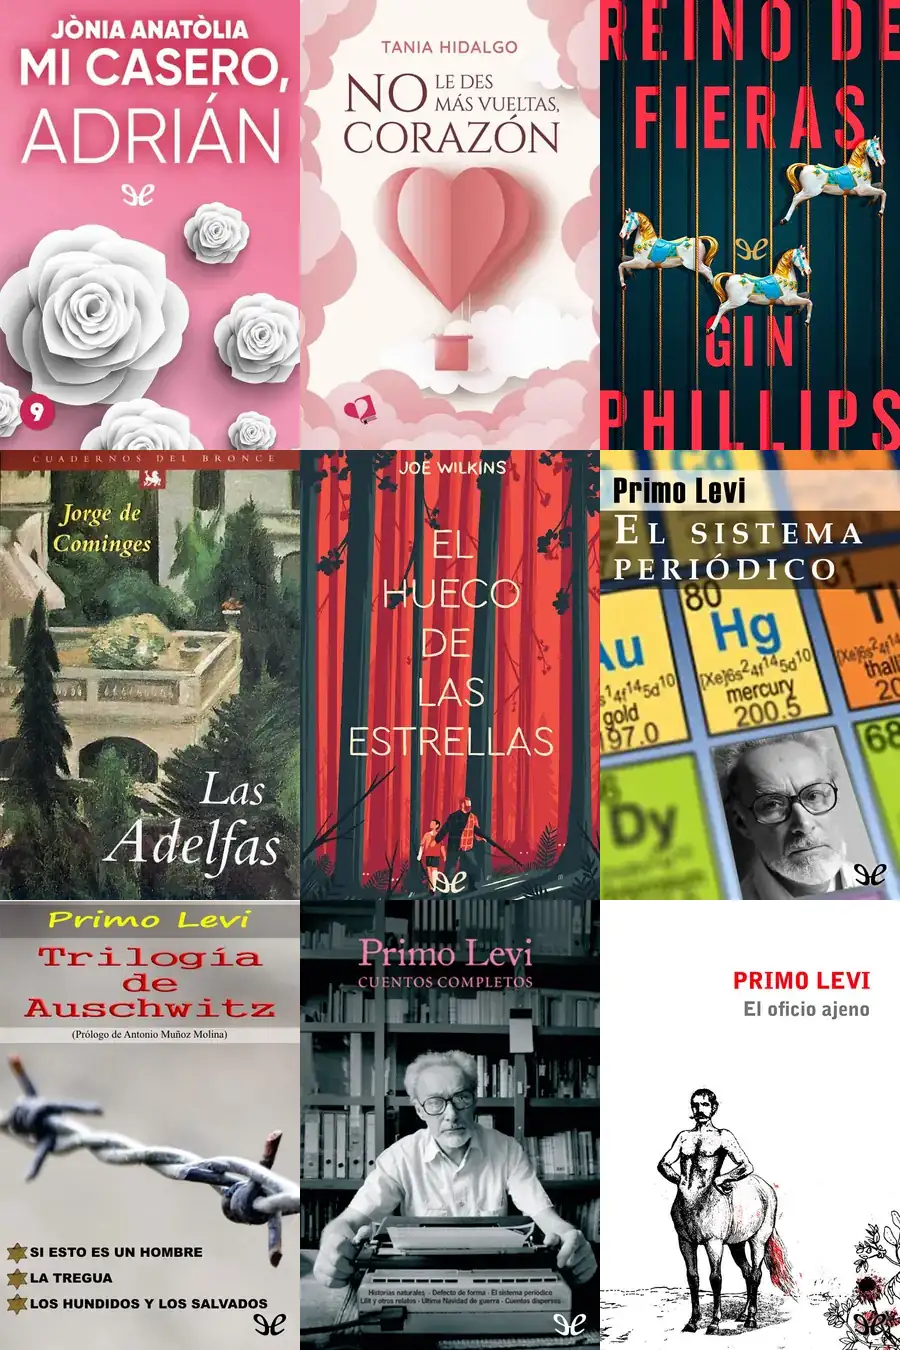 JÒNIA ANATÒLIA
MI CASERO,
ADRIÁN
9
TANIA HIDALGO
NO LE DES
MÁS VUELTAS,
CORAZÓN
REINO DE
FIERAS
GIN
PHILLIPS
CUADERNOS DEL BRONCE
Jorge de
Cominges
Las
Adelfas
JOE WILKINS
EL
HUECO
DE
LAS
ESTRELLAS
Primo Levi
EL SISTEMA
PERIÓDICO
80
Au
Hg
[Xe]6s²4f¹⁴5d¹⁰
gold
mercury
197.0
200.5
68
Dy
Primo Levi
Trilogía
de
Auschwitz
(Prólogo de Antonio Muñoz Molina)
SI ESTO ES UN HOMBRE
LA TREGUA
LOS HUNDIDOS Y LOS SALVADOS
Primo Levi
CUENTOS COMPLETOS
Historias naturales - Defecto de forma - El sistema periódico
Lilít y otros relatos - Última Navidad de guerra - Cuentos dispersos
PRIMO LEVI
El oficio ajeno